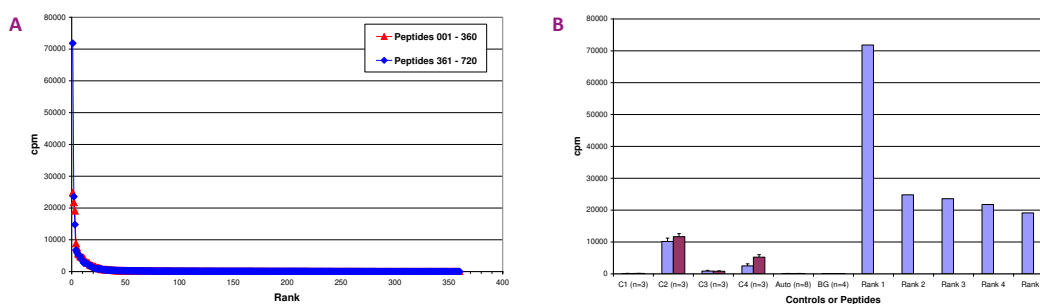 A
80000
70000
60000
50000
40000
30000
20000
10000
0
cpm
0 50 100 150 200 250 300 350 400
Rank
Peptides 001 - 360
Peptides 361 - 720
B
80000
70000
60000
50000
40000
30000
20000
10000
0
cpm
C1 (n=3) C2 (n=3) C3 (n=3) C4 (n=3) Auto (n=8) BG (n=4) Rank 1 Rank 2 Rank 3 Rank 4 Rank
Controls or Peptides